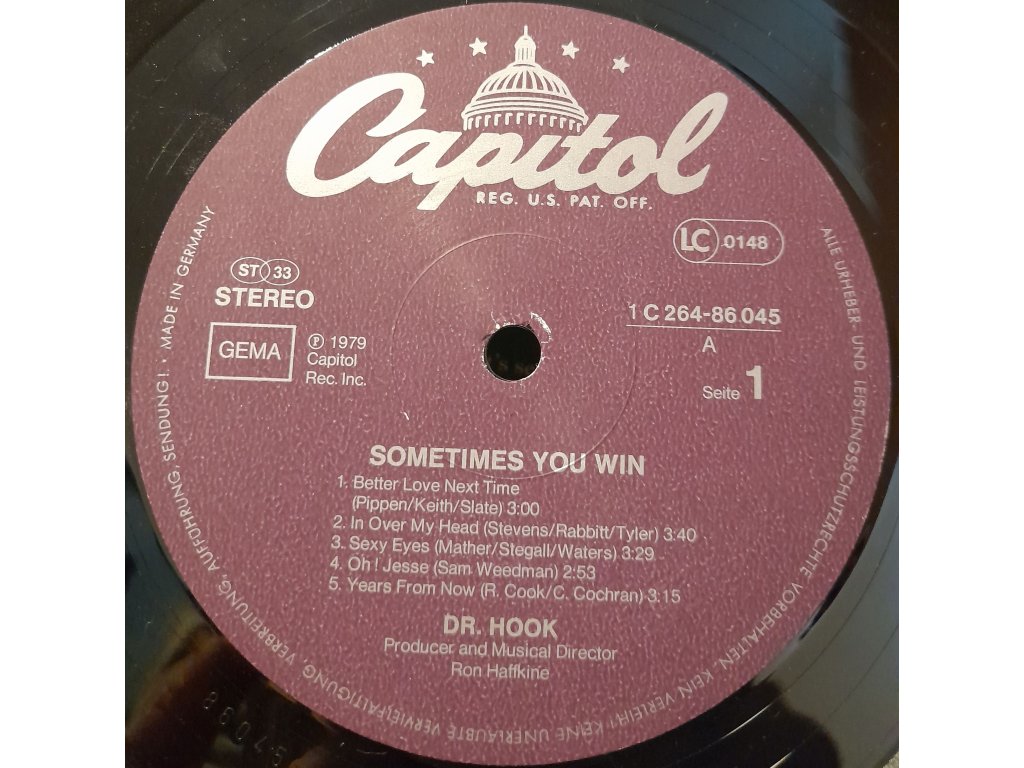 Capitol
REG. U.S. PAT. OFF.
LC 0148
ST 33
STEREO
GEMA
℗ 1979
Capitol
Rec. Inc.
1 C 264-86 045
A
Seite 1
SOMETIMES YOU WIN
1. Better Love Next Time
(Pippen/Keith/Slate) 3:00
2. In Over My Head (Stevens/Rabbitt/Tyler) 3:40
3. Sexy Eyes (Mather/Stegall/Waters) 3:29
4. Oh! Jesse (Sam Weedman) 2:53
5. Years From Now (R. Cook/C. Cochran) 3:15
DR. HOOK
Producer and Musical Director
Ron Haffkine
ALLE URHEBER- UND LEISTUNGSSCHUTZRECHTE VORBEHALTEN. KEIN VERLEIH! KEINE UNERLAUBTE VERVIELFÄLTIGUNG, VERBREITUNG, AUFFÜHRUNG, SENDUNG! · MADE IN GERMANY